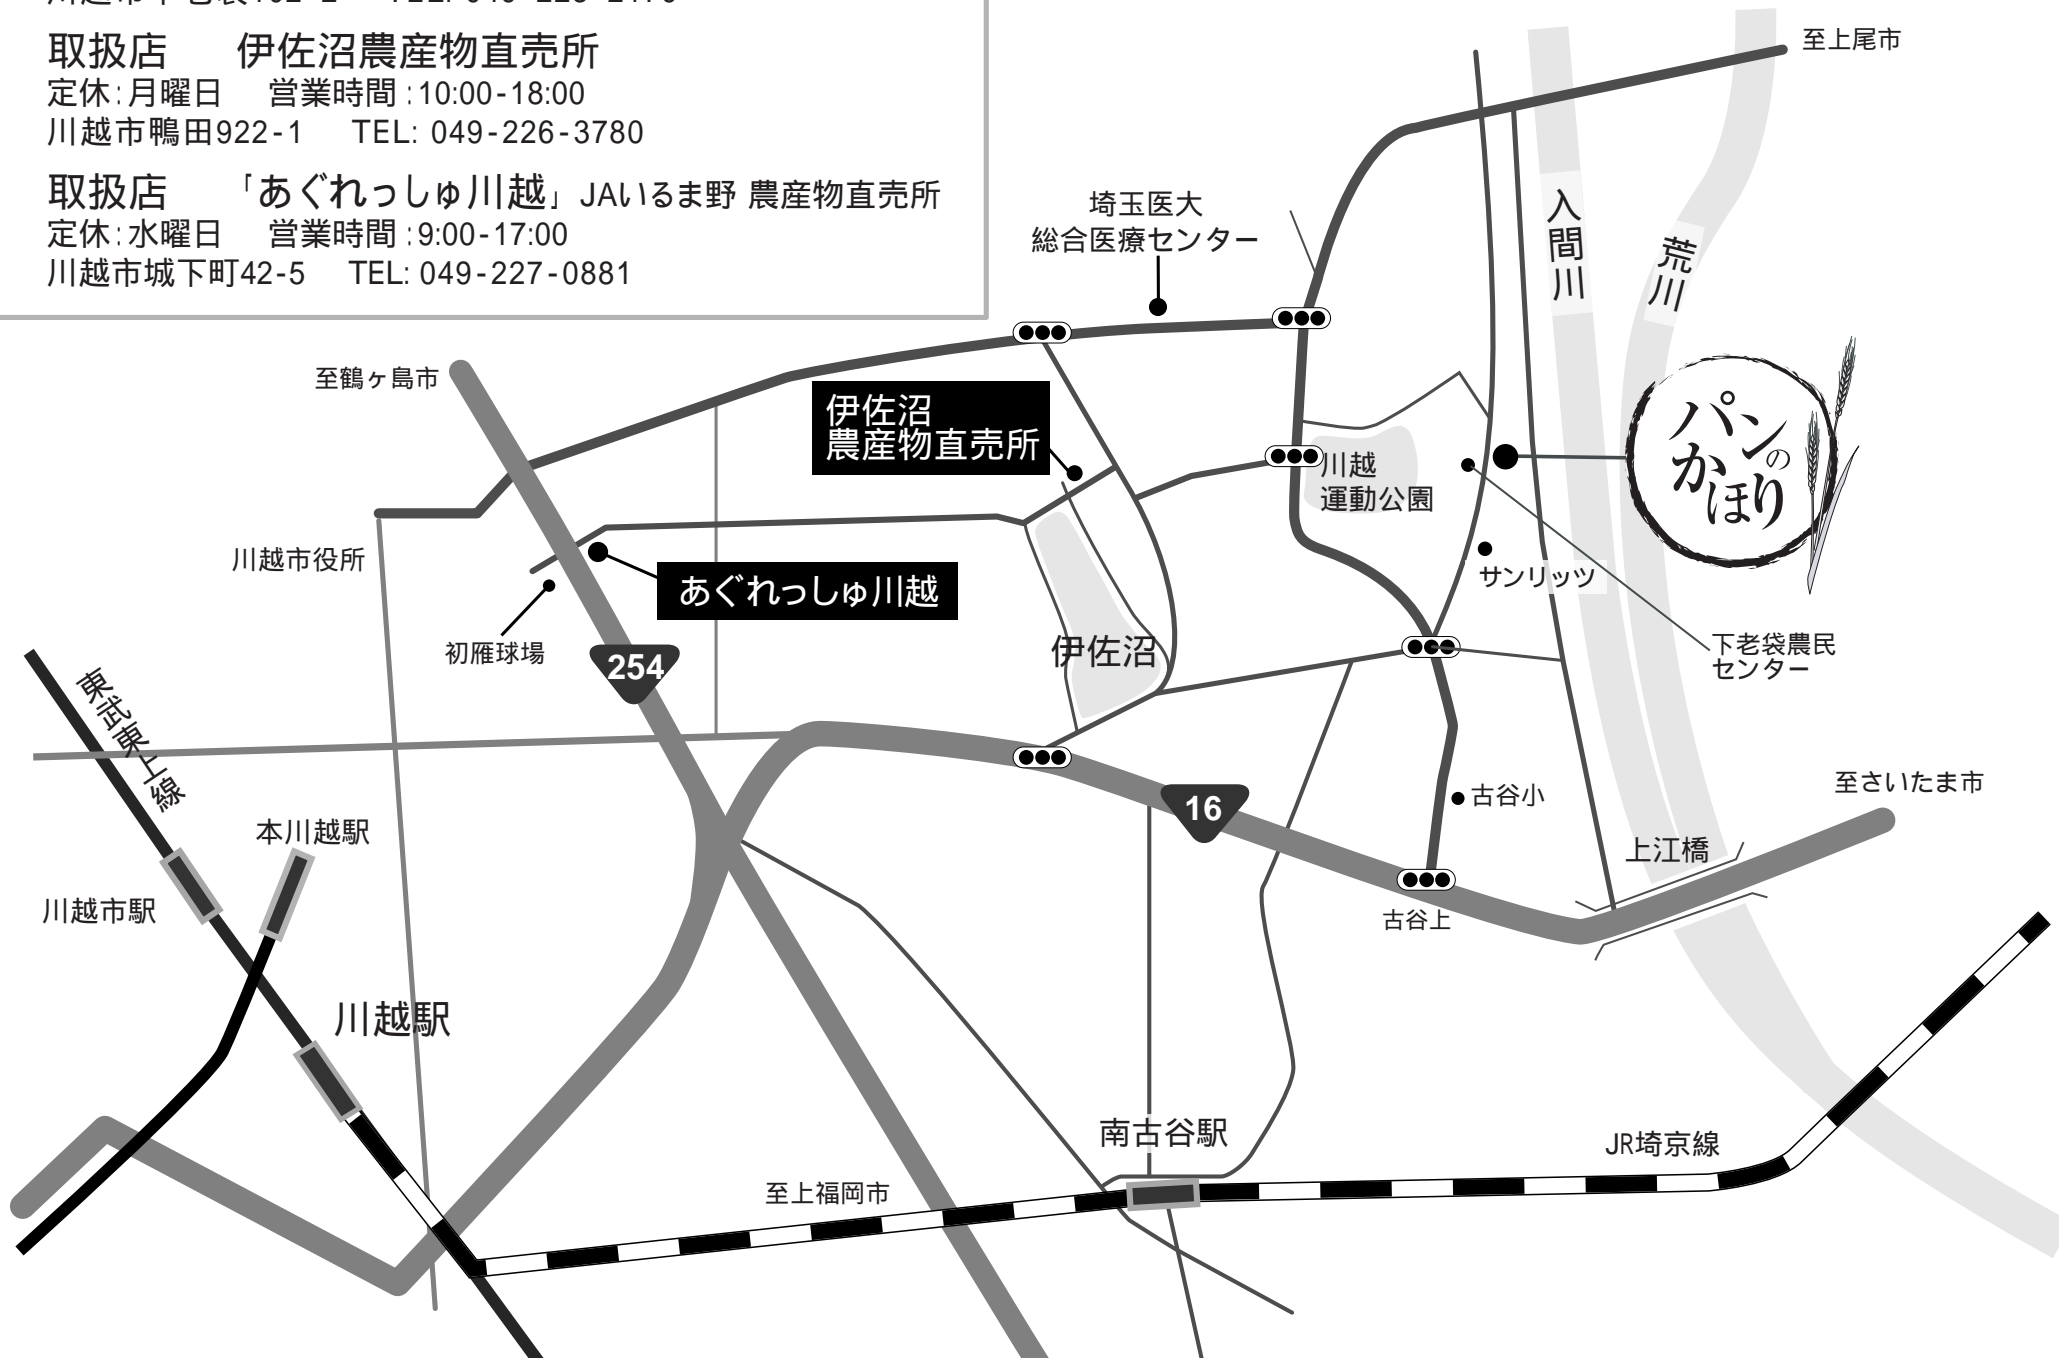 取扱店 伊佐沼農産物直売所
定休:月曜日 営業時間:10:00-18:00
川越市鴨田922-1 TEL: 049-226-3780
取扱店 「あぐれっしゅ川越」JAいるま野 農産物直売所
定休:水曜日 営業時間:9:00-17:00
川越市城下町42-5 TEL: 049-227-0881
至上尾市
埼玉医大
総合医療センター
入間川
荒川
至鶴ヶ島市
伊佐沼
農産物直売所
川越
運動公園
パンの
かほり
川越市役所
あぐれっしゅ川越
サンリッツ
初雁球場
伊佐沼
下老袋農民
センター
254
東武東上線
16
古谷小
至さいたま市
本川越駅
上江橋
川越市駅
古谷上
川越駅
南古谷駅
JR埼京線
至上福岡市